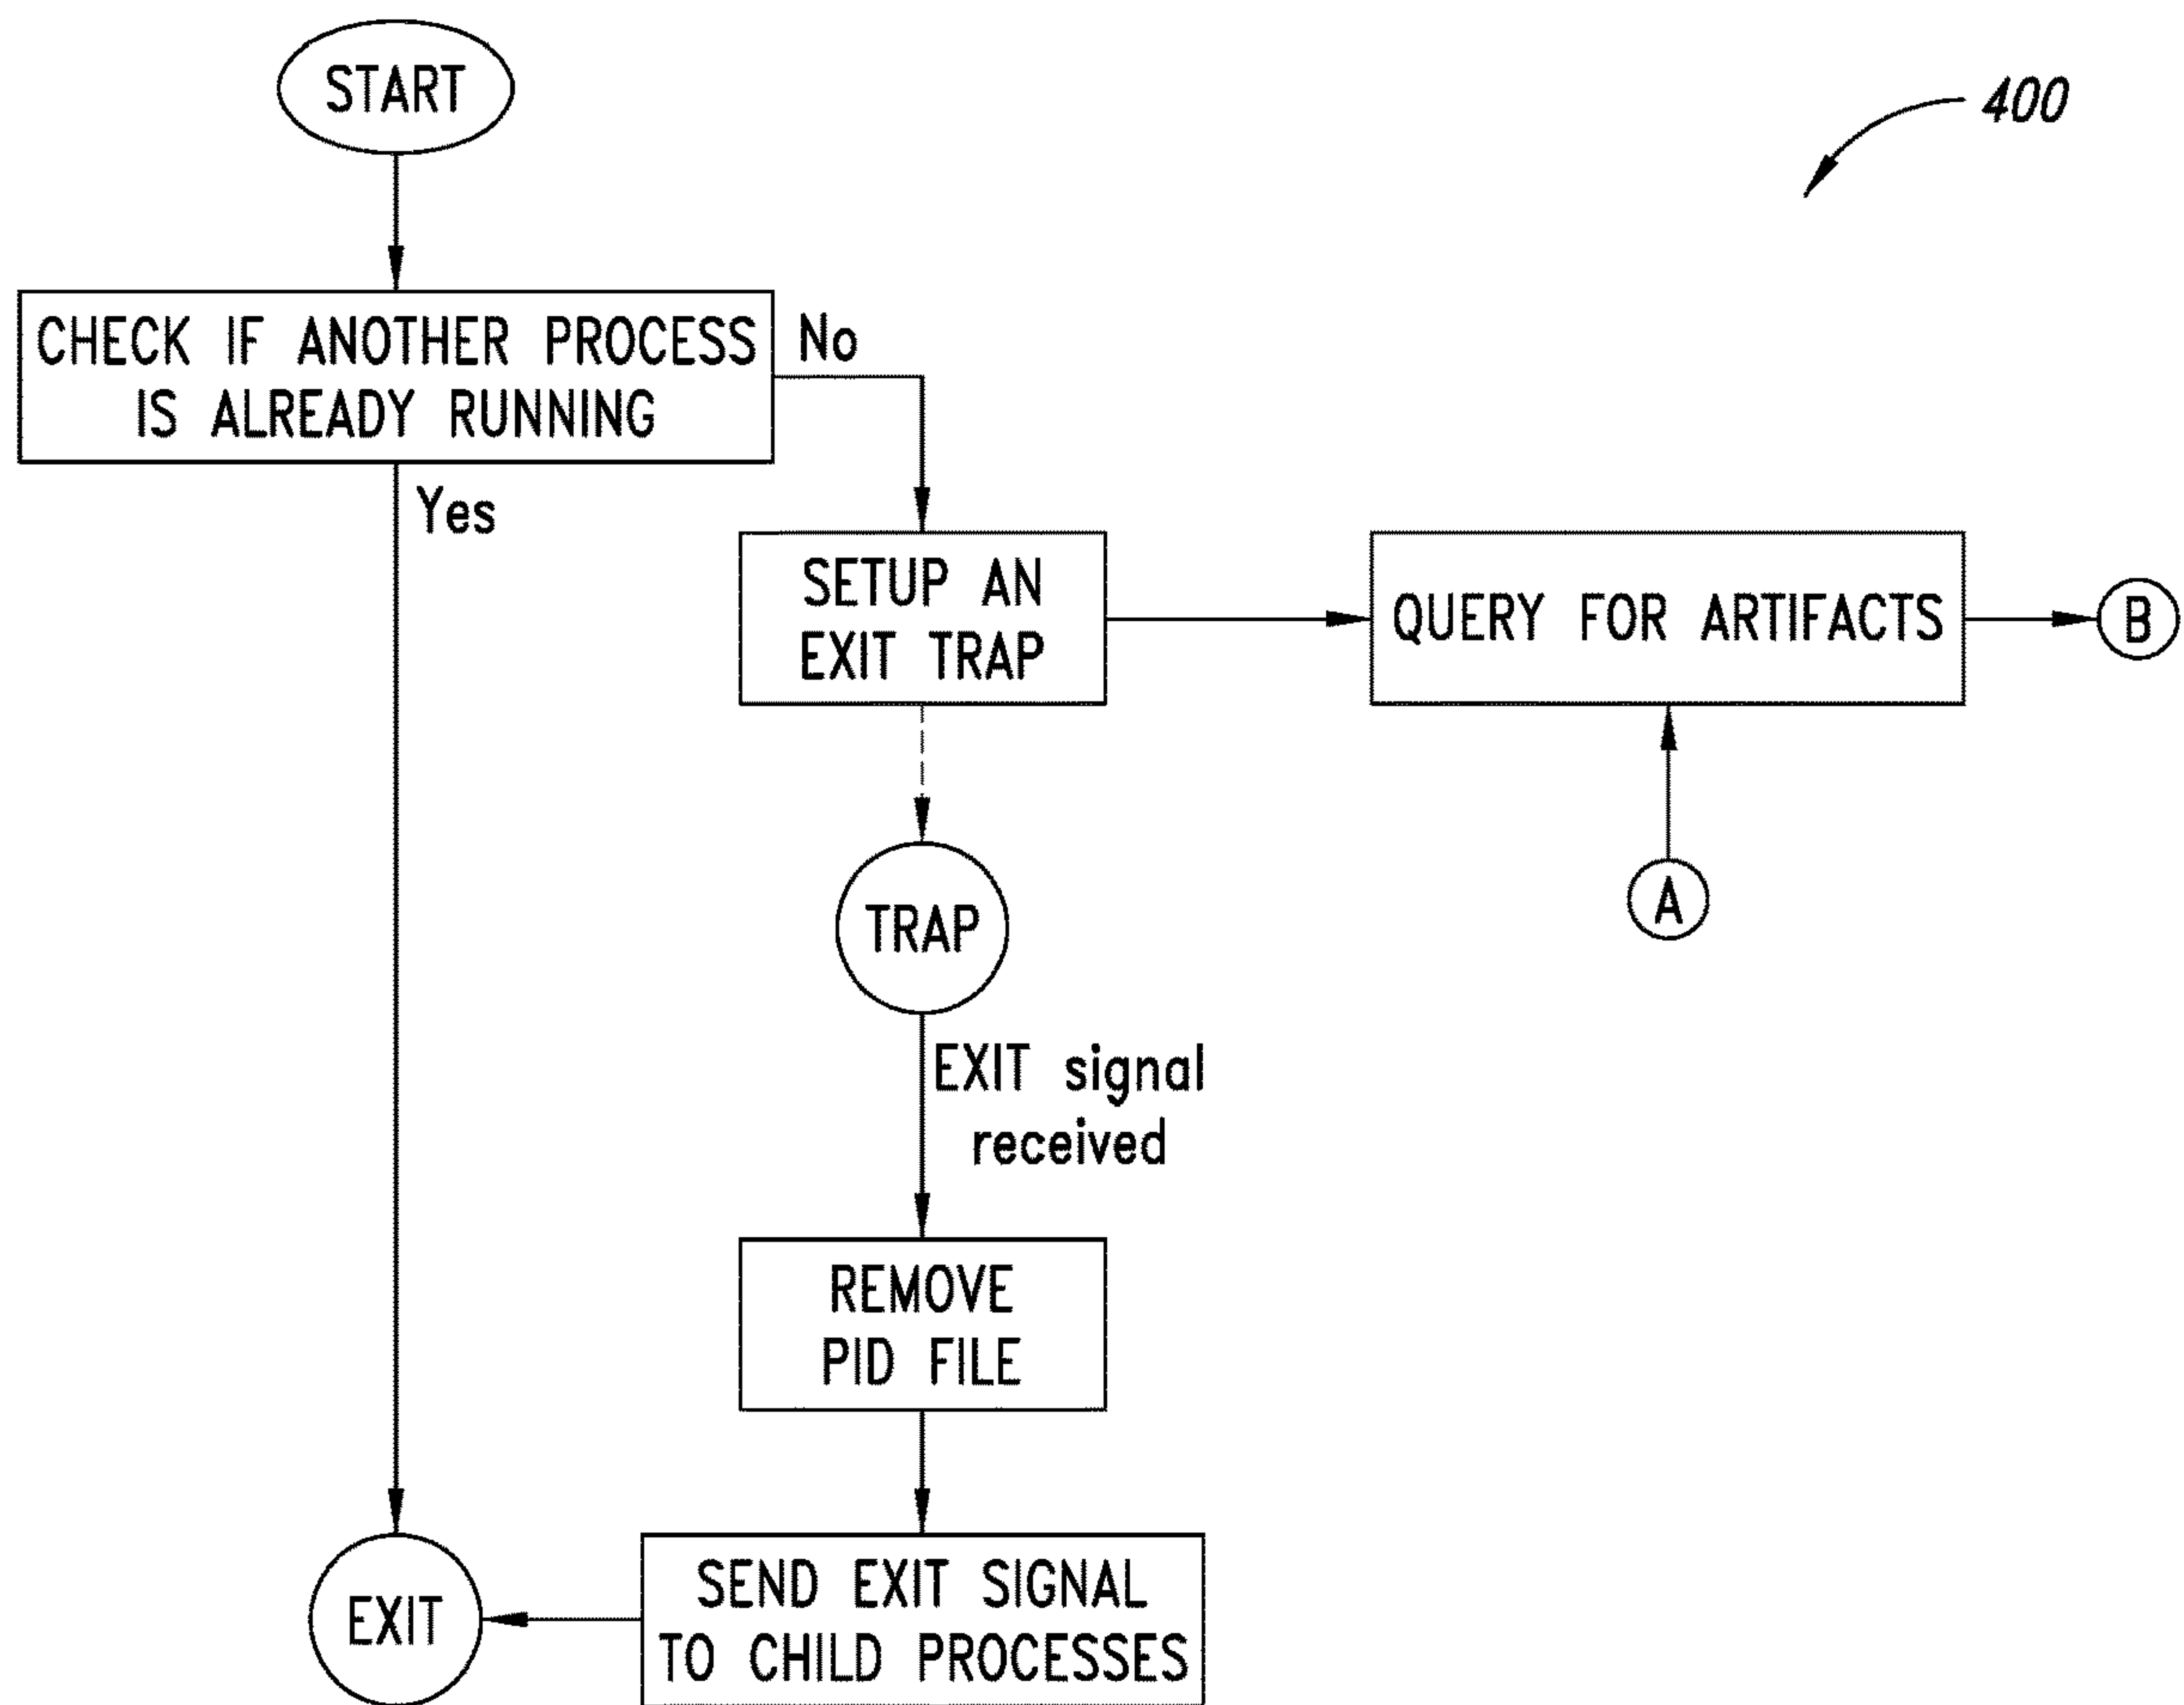 START
400
CHECK IF ANOTHER PROCESS
IS ALREADY RUNNING
No
Yes
SETUP AN
EXIT TRAP
QUERY FOR ARTIFACTS
B
A
TRAP
EXIT signal
received
REMOVE
PID FILE
SEND EXIT SIGNAL
TO CHILD PROCESSES
EXIT